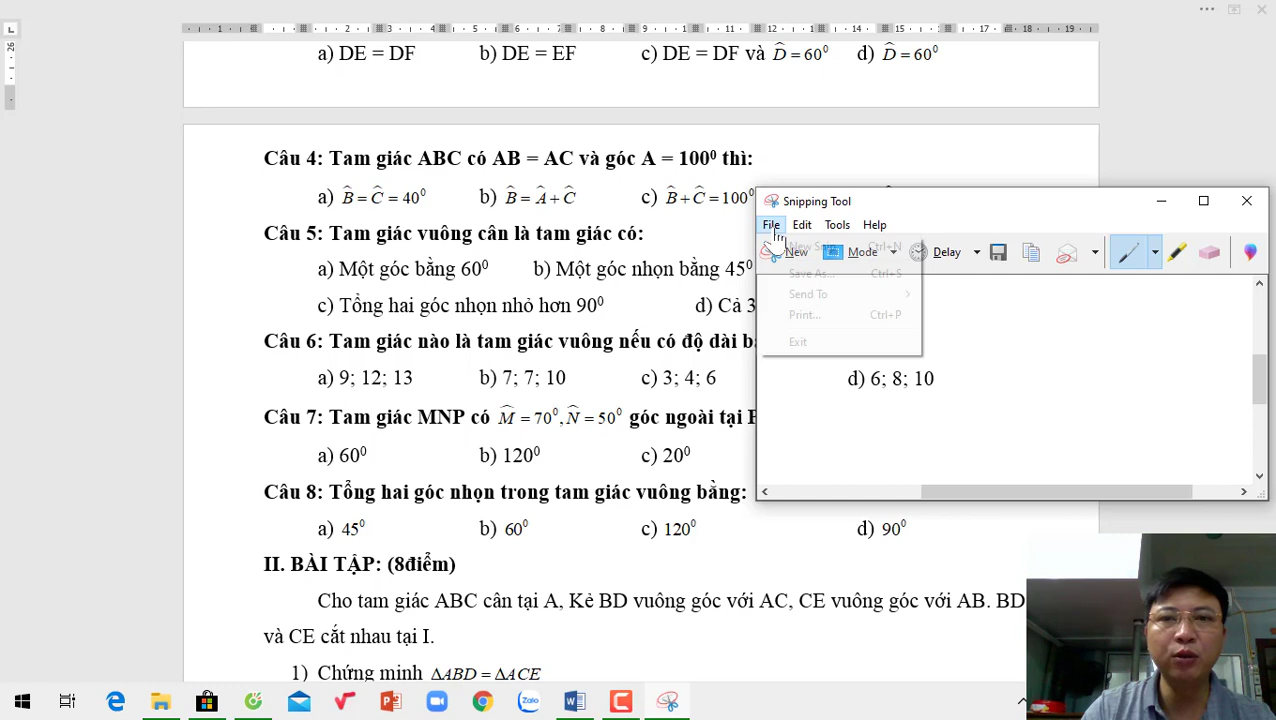 a) DE = DF b) DE = EF c) DE = DF và D̂ = 60⁰ d) D̂ = 60⁰
Câu 4: Tam giác ABC có AB = AC và góc A = 100⁰ thì:
a) B̂ = Ĉ = 40⁰ b) B̂ = Â + Ĉ c) B̂ + Ĉ = 100⁰
Câu 5: Tam giác vuông cân là tam giác có:
a) Một góc bằng 60⁰ b) Một góc nhọn bằng 45⁰
c) Tổng hai góc nhọn nhỏ hơn 90⁰ d) Cả 3
Câu 6: Tam giác nào là tam giác vuông nếu có độ dài b
a) 9; 12; 13 b) 7; 7; 10 c) 3; 4; 6
Câu 7: Tam giác MNP có M̂ = 70⁰, N̂ = 50⁰ góc ngoài tại P
a) 60⁰ b) 120⁰ c) 20⁰
Câu 8: Tổng hai góc nhọn trong tam giác vuông bằng:
a) 45⁰ b) 60⁰ c) 120⁰ d) 90⁰
II. BÀI TẬP: (8điểm)
Cho tam giác ABC cân tại A, Kẻ BD vuông góc với AC, CE vuông góc với AB. BD
và CE cắt nhau tại I.
1) Chứng minh ΔABD = ΔACE
Snipping Tool
File Edit Tools Help
New Mode Delay
Ctrl+N
Save As... Ctrl+S
Send To
Print... Ctrl+P
Exit
d) 6; 8; 10
Zalo